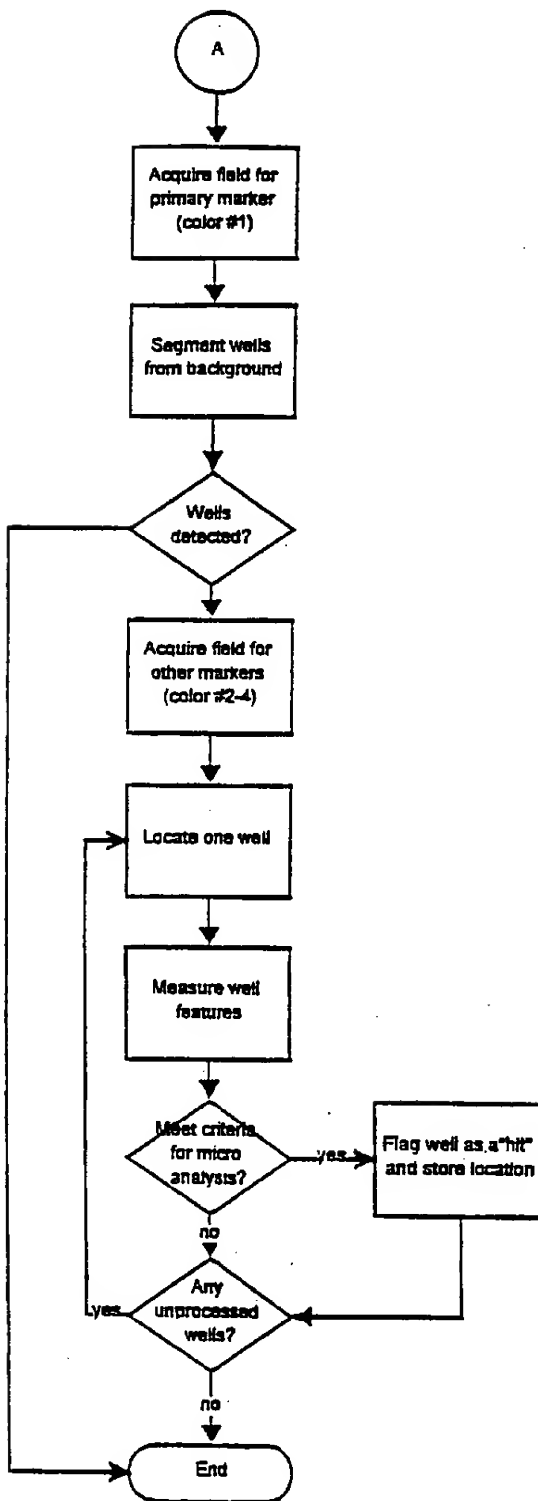 A
Acquire field for
primary marker
(color #1)
Segment wells
from background
Wells
detected?
Acquire field for
other markers
(color #2-4)
Locate one well
Measure well
features
Meet criteria
for micro
analysis?
yes
Flag well as a "hit"
and store location
no
Any
unprocessed
wells?
yes
no
End